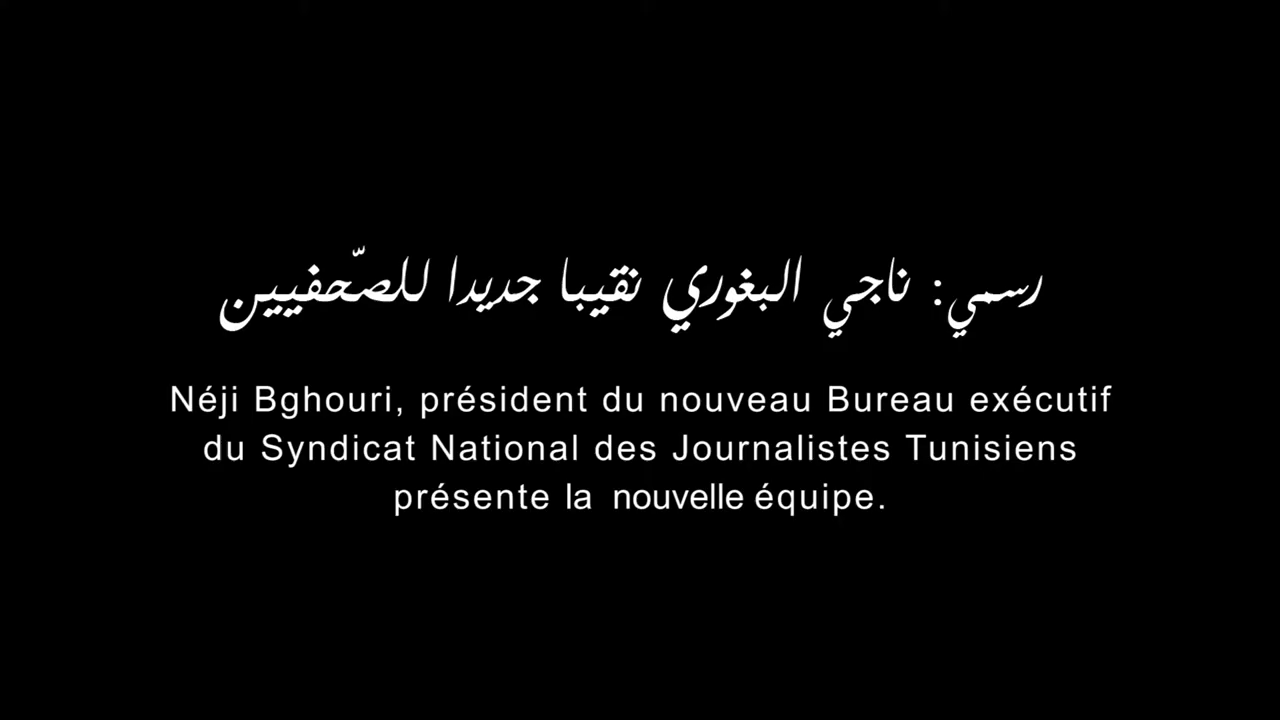 رسمي: ناجي البغوري نقيبا جديدا للصّحفيين
Néji Bghouri, président du nouveau Bureau exécutif
du Syndicat National des Journalistes Tunisiens
présente la nouvelle équipe.